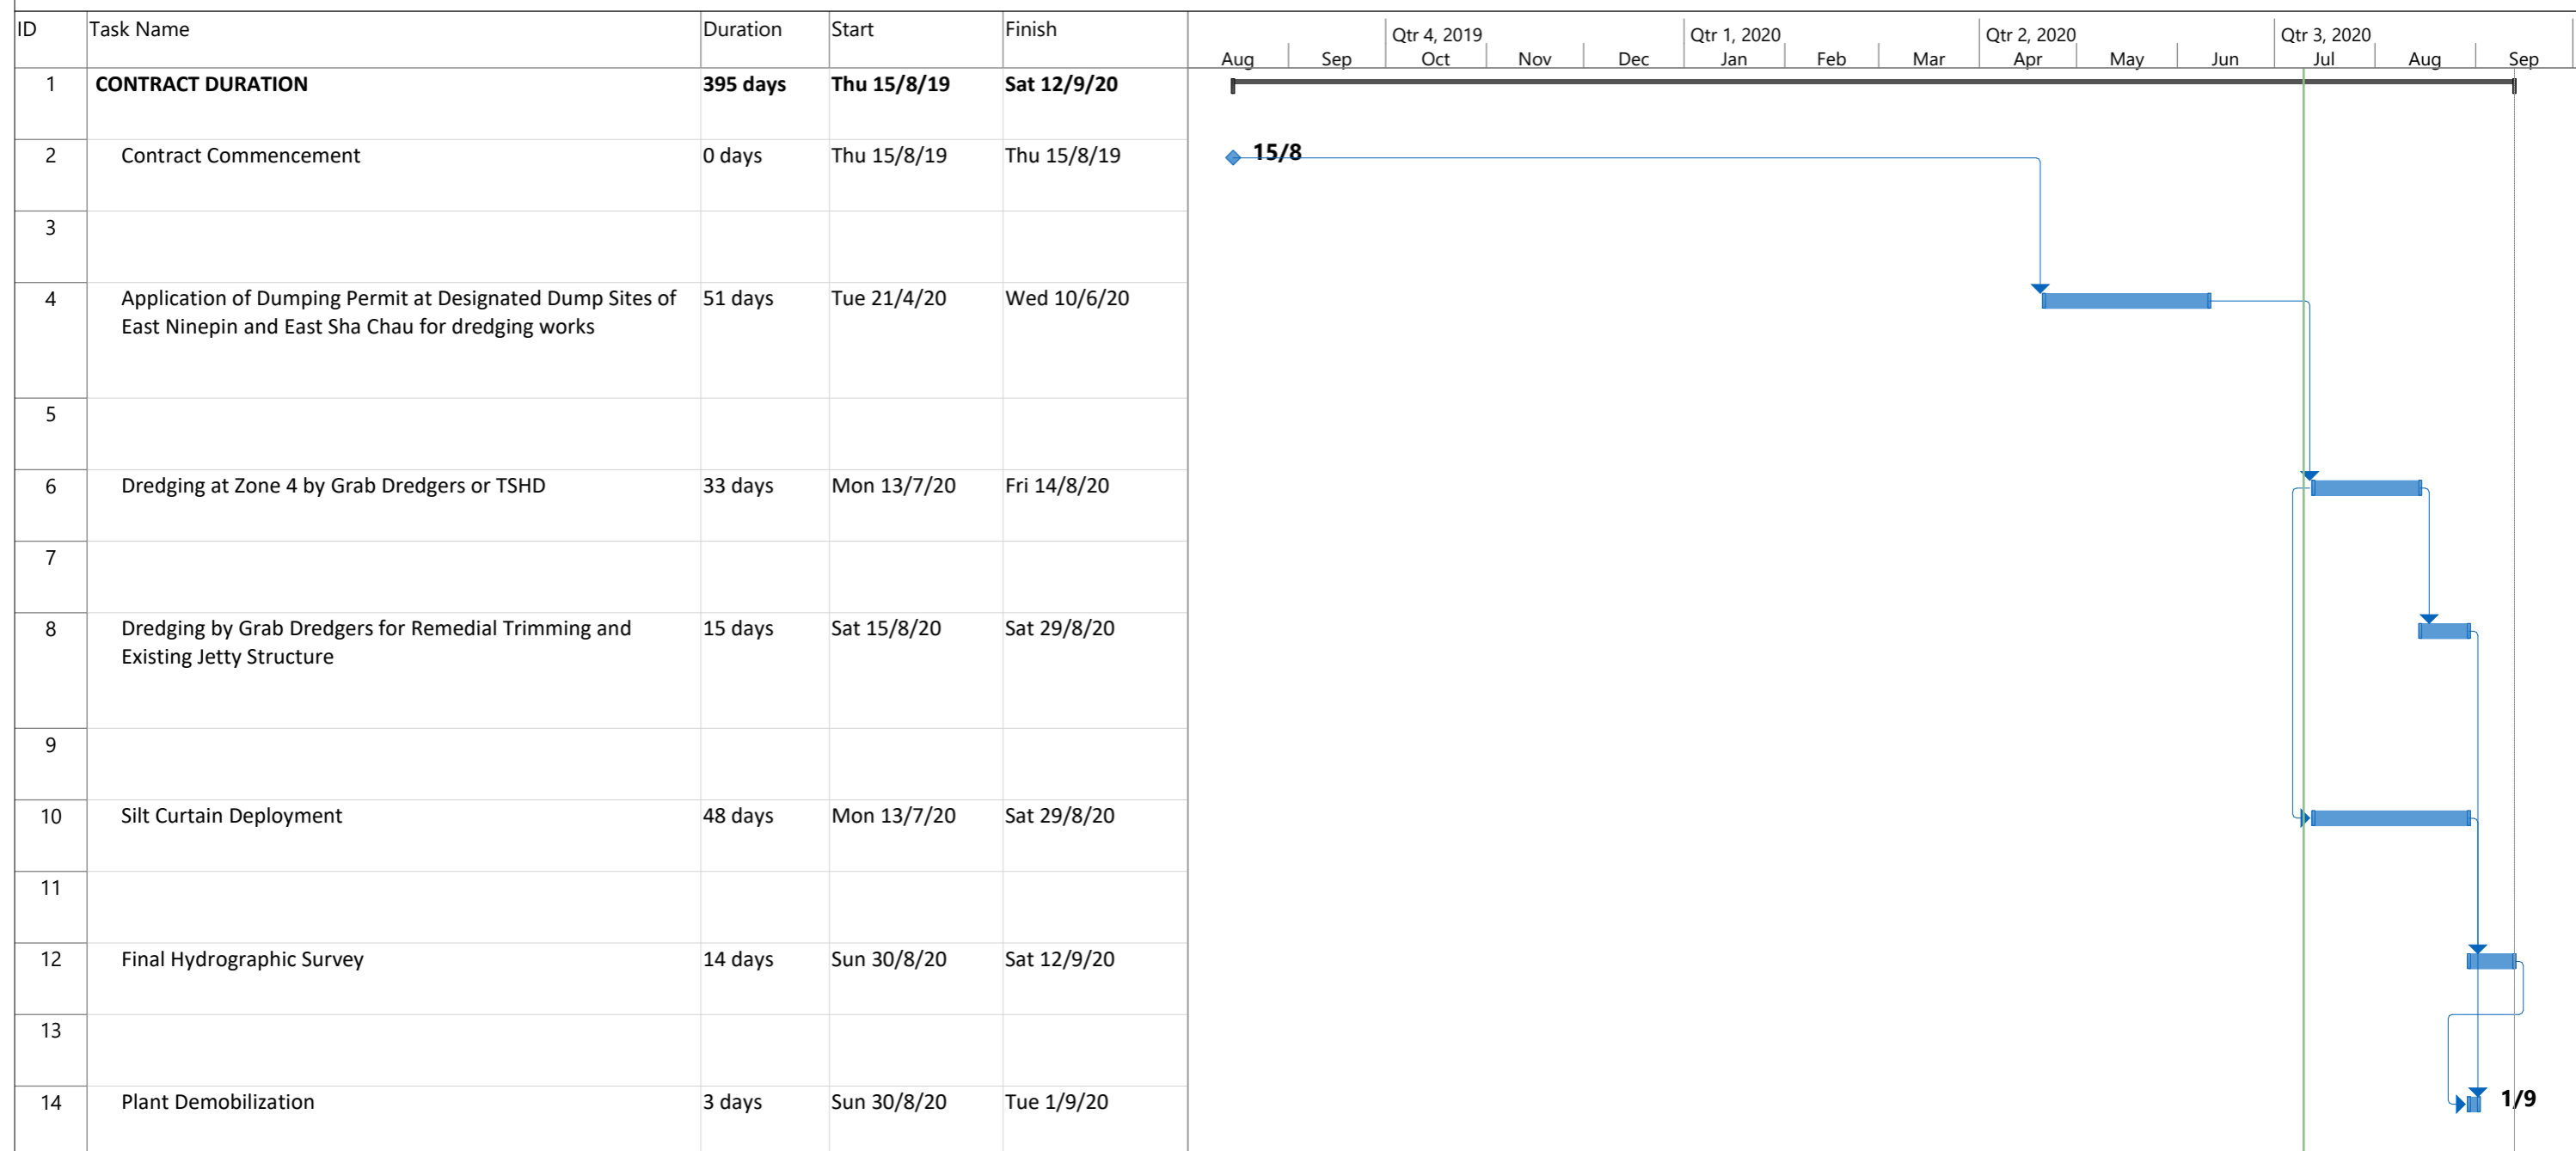 ID Task Name Duration Start Finish
Qtr 4, 2019 Qtr 1, 2020 Qtr 2, 2020 Qtr 3, 2020
Aug Sep Oct Nov Dec Jan Feb Mar Apr May Jun Jul Aug Sep
1 CONTRACT DURATION 395 days Thu 15/8/19 Sat 12/9/20
2 Contract Commencement 0 days Thu 15/8/19 Thu 15/8/19 15/8
3
4 Application of Dumping Permit at Designated Dump Sites of 51 days Tue 21/4/20 Wed 10/6/20
East Ninepin and East Sha Chau for dredging works
5
6 Dredging at Zone 4 by Grab Dredgers or TSHD 33 days Mon 13/7/20 Fri 14/8/20
7
8 Dredging by Grab Dredgers for Remedial Trimming and 15 days Sat 15/8/20 Sat 29/8/20
Existing Jetty Structure
9
10 Silt Curtain Deployment 48 days Mon 13/7/20 Sat 29/8/20
11
12 Final Hydrographic Survey 14 days Sun 30/8/20 Sat 12/9/20
13
14 Plant Demobilization 3 days Sun 30/8/20 Tue 1/9/20 1/9